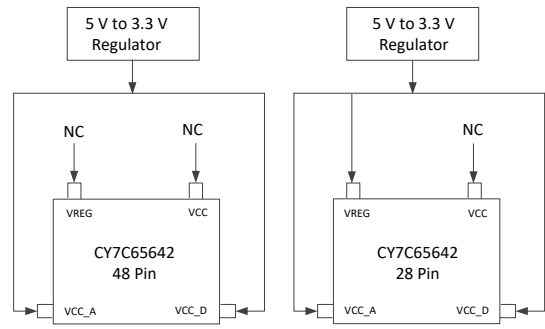 5 V to 3.3 V
Regulator
NC
NC
VREG
VCC
CY7C65642
48 Pin
VCC_A
VCC_D
5 V to 3.3 V
Regulator
NC
VREG
VCC
CY7C65642
28 Pin
VCC_A
VCC_D